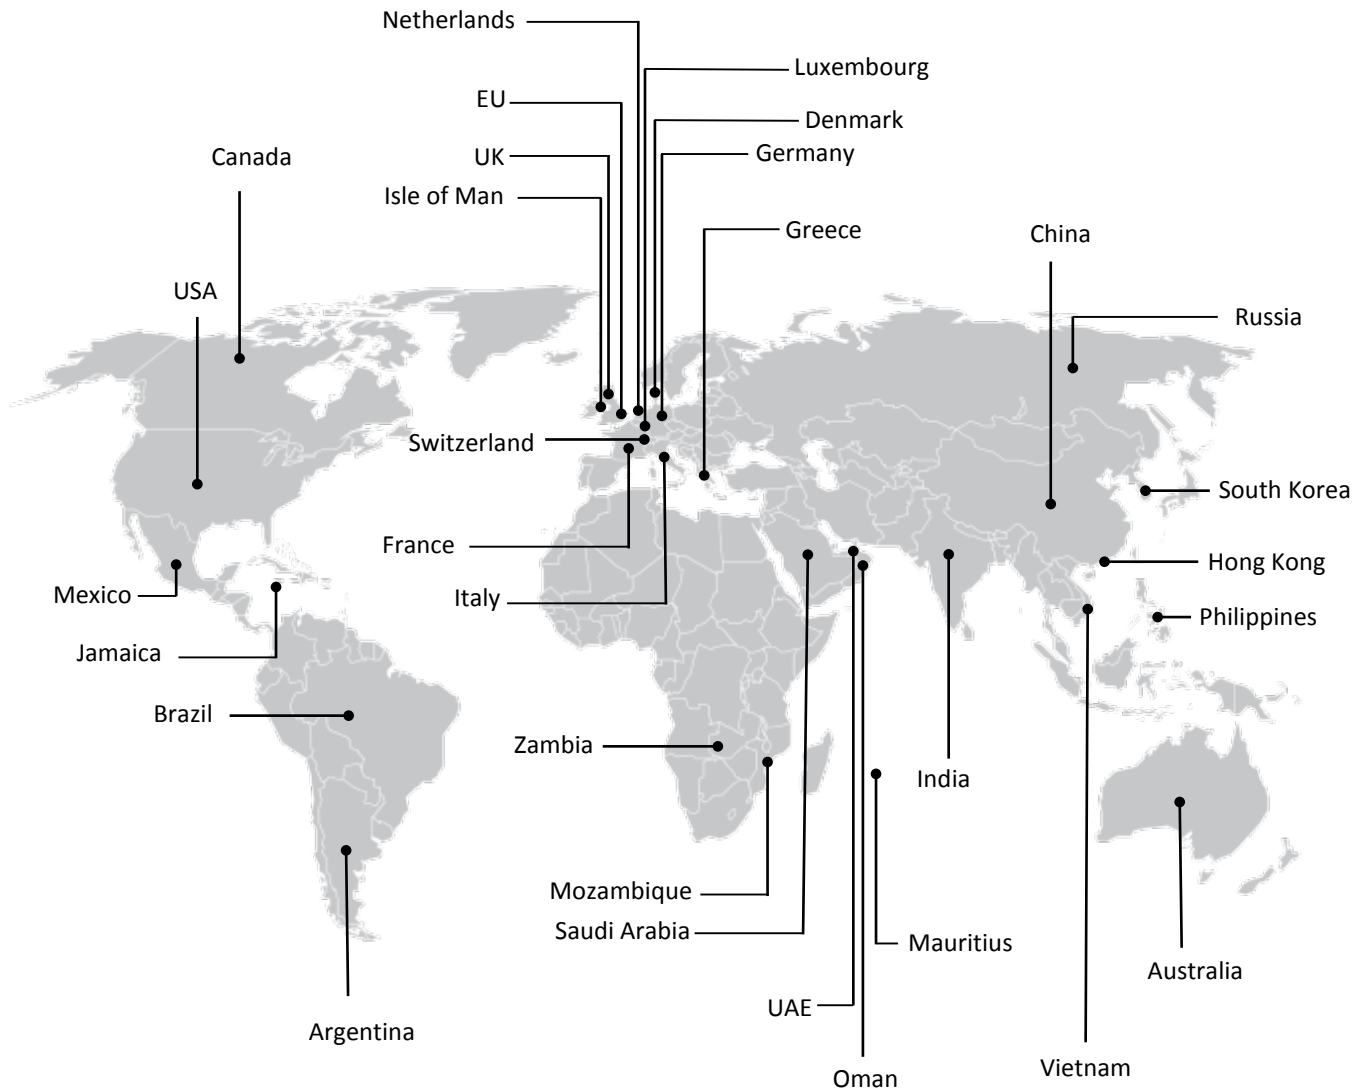 Netherlands
Luxembourg
EU
Denmark
Canada
UK
Germany
Isle of Man
Greece
China
USA
Russia
Switzerland
South Korea
France
Hong Kong
Mexico
Italy
Philippines
Jamaica
Brazil
Zambia
India
Mozambique
Saudi Arabia
Mauritius
Australia
UAE
Argentina
Vietnam
Oman